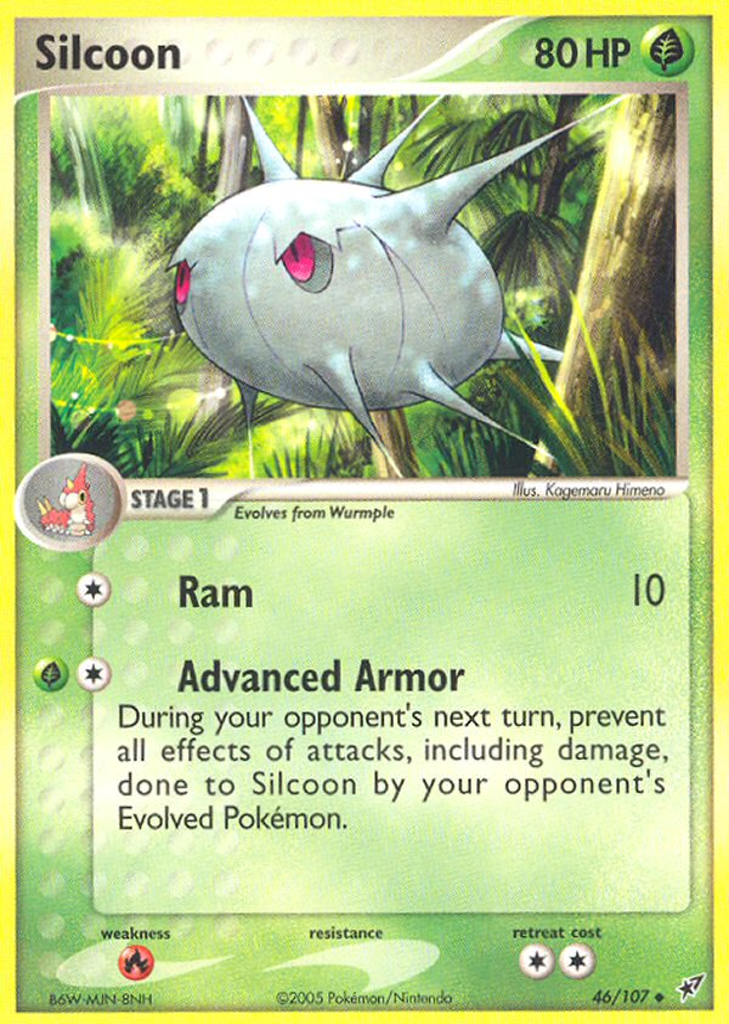 Silcoon 80 HP
Illus. Kagemaru Himeno
STAGE 1
Evolves from Wurmple
Ram 10
Advanced Armor
During your opponent's next turn, prevent
all effects of attacks, including damage,
done to Silcoon by your opponent's
Evolved Pokémon.
weakness resistance retreat cost
B6W-MJN-8NH ©2005 Pokémon/Nintendo 46/107